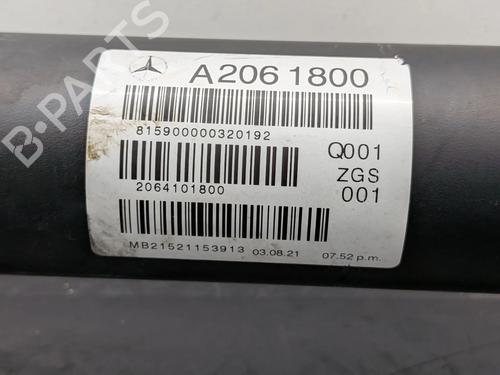 B-PARTS
A206 1800
815900000320192
Q001
ZGS
001
2064101800
MB21521153913 03.08.21 07.52 p.m.